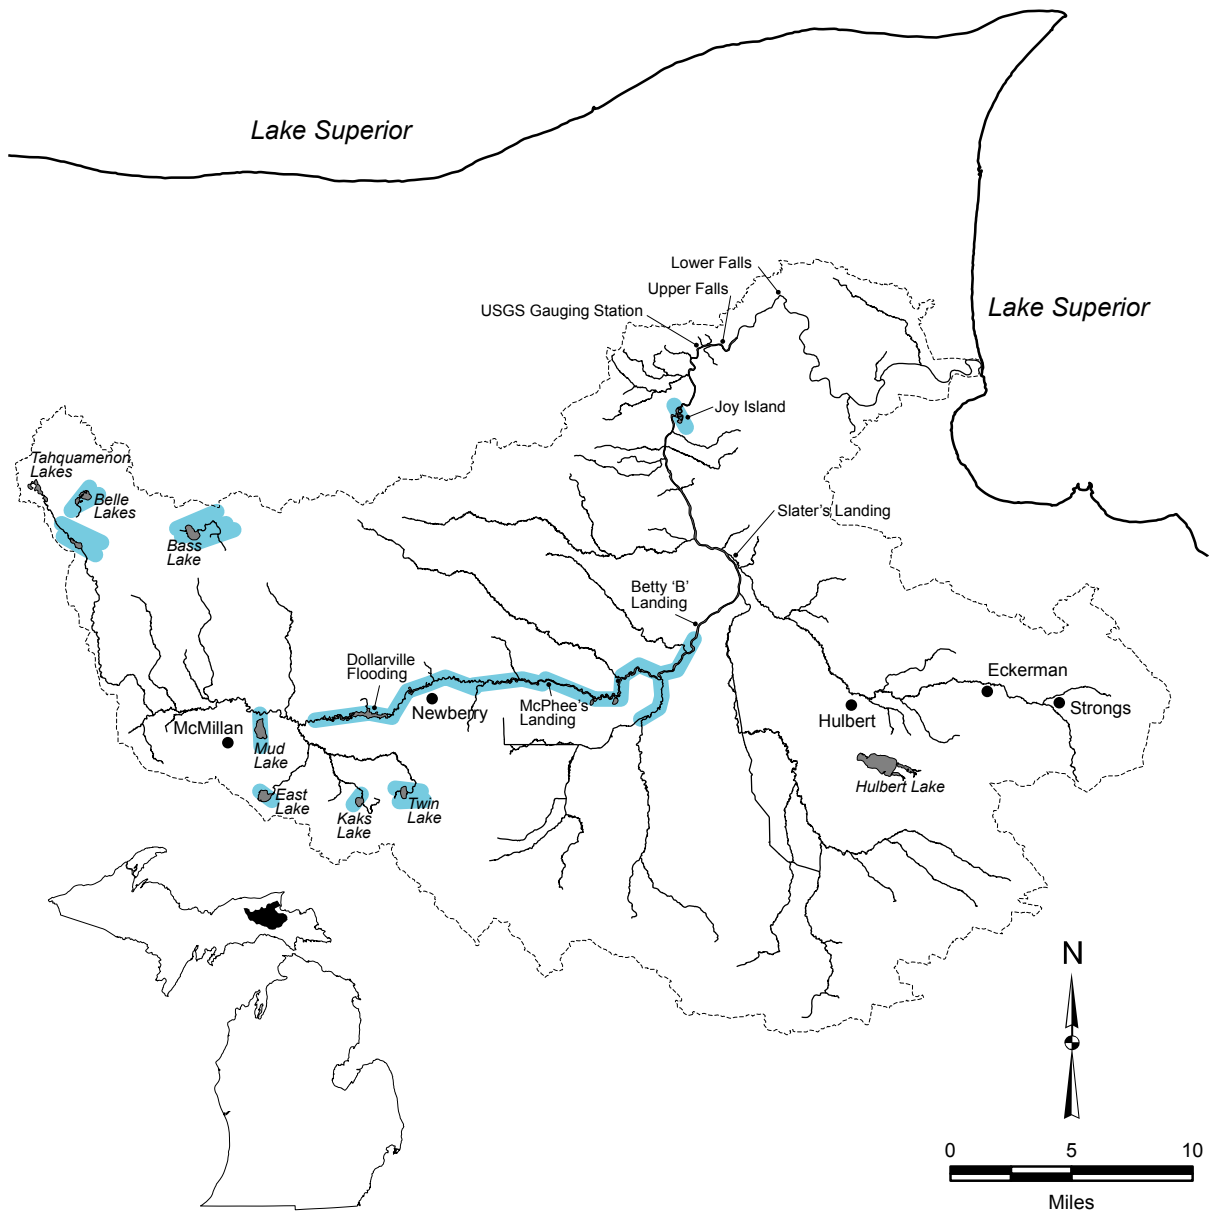 Lake Superior
Lower Falls
Upper Falls
USGS Gauging Station
Lake Superior
Joy Island
Tahquamenon
Lakes
Belle
Lakes
Bass
Lake
Slater's Landing
Betty 'B'
Landing
Dollarville
Flooding
McPhee's
Landing
Newberry
Eckerman
Strongs
Hulbert
McMillan
Mud
Lake
Hulbert Lake
East
Lake
Kaks
Lake
Twin
Lake
N
0 5 10
Miles